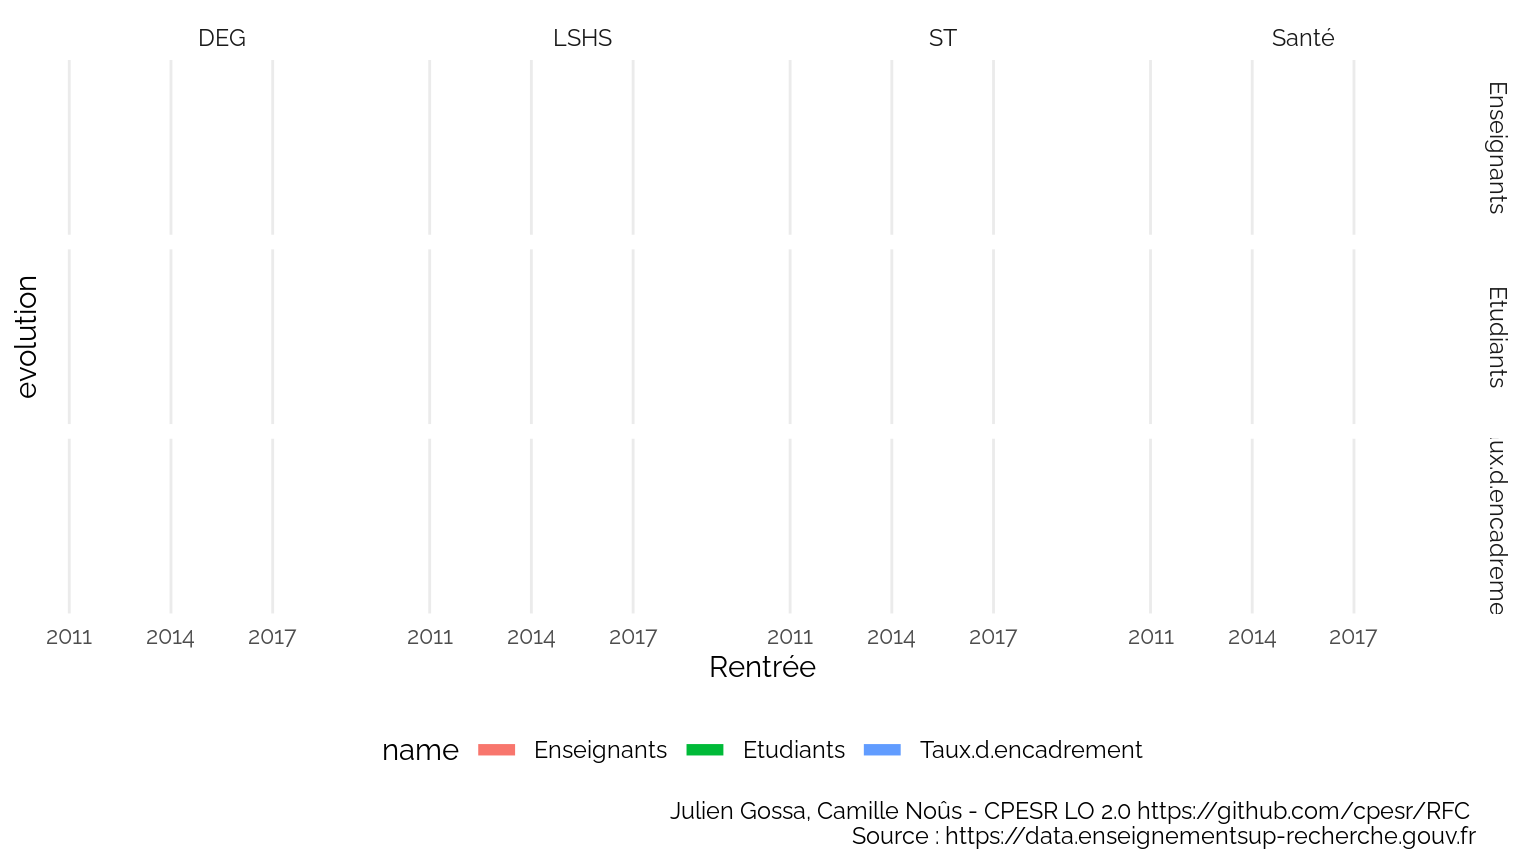 DEG LSHS ST Santé
Enseignants
Etudiants
ux.d.encadreme
evolution
2011 2014 2017 2011 2014 2017 2011 2014 2017 2011 2014 2017
Rentrée
name Enseignants Etudiants Taux.d.encadrement
Julien Gossa, Camille Noûs - CPESR LO 2.0 https://github.com/cpesr/RFC
Source : https://data.enseignementsup-recherche.gouv.fr